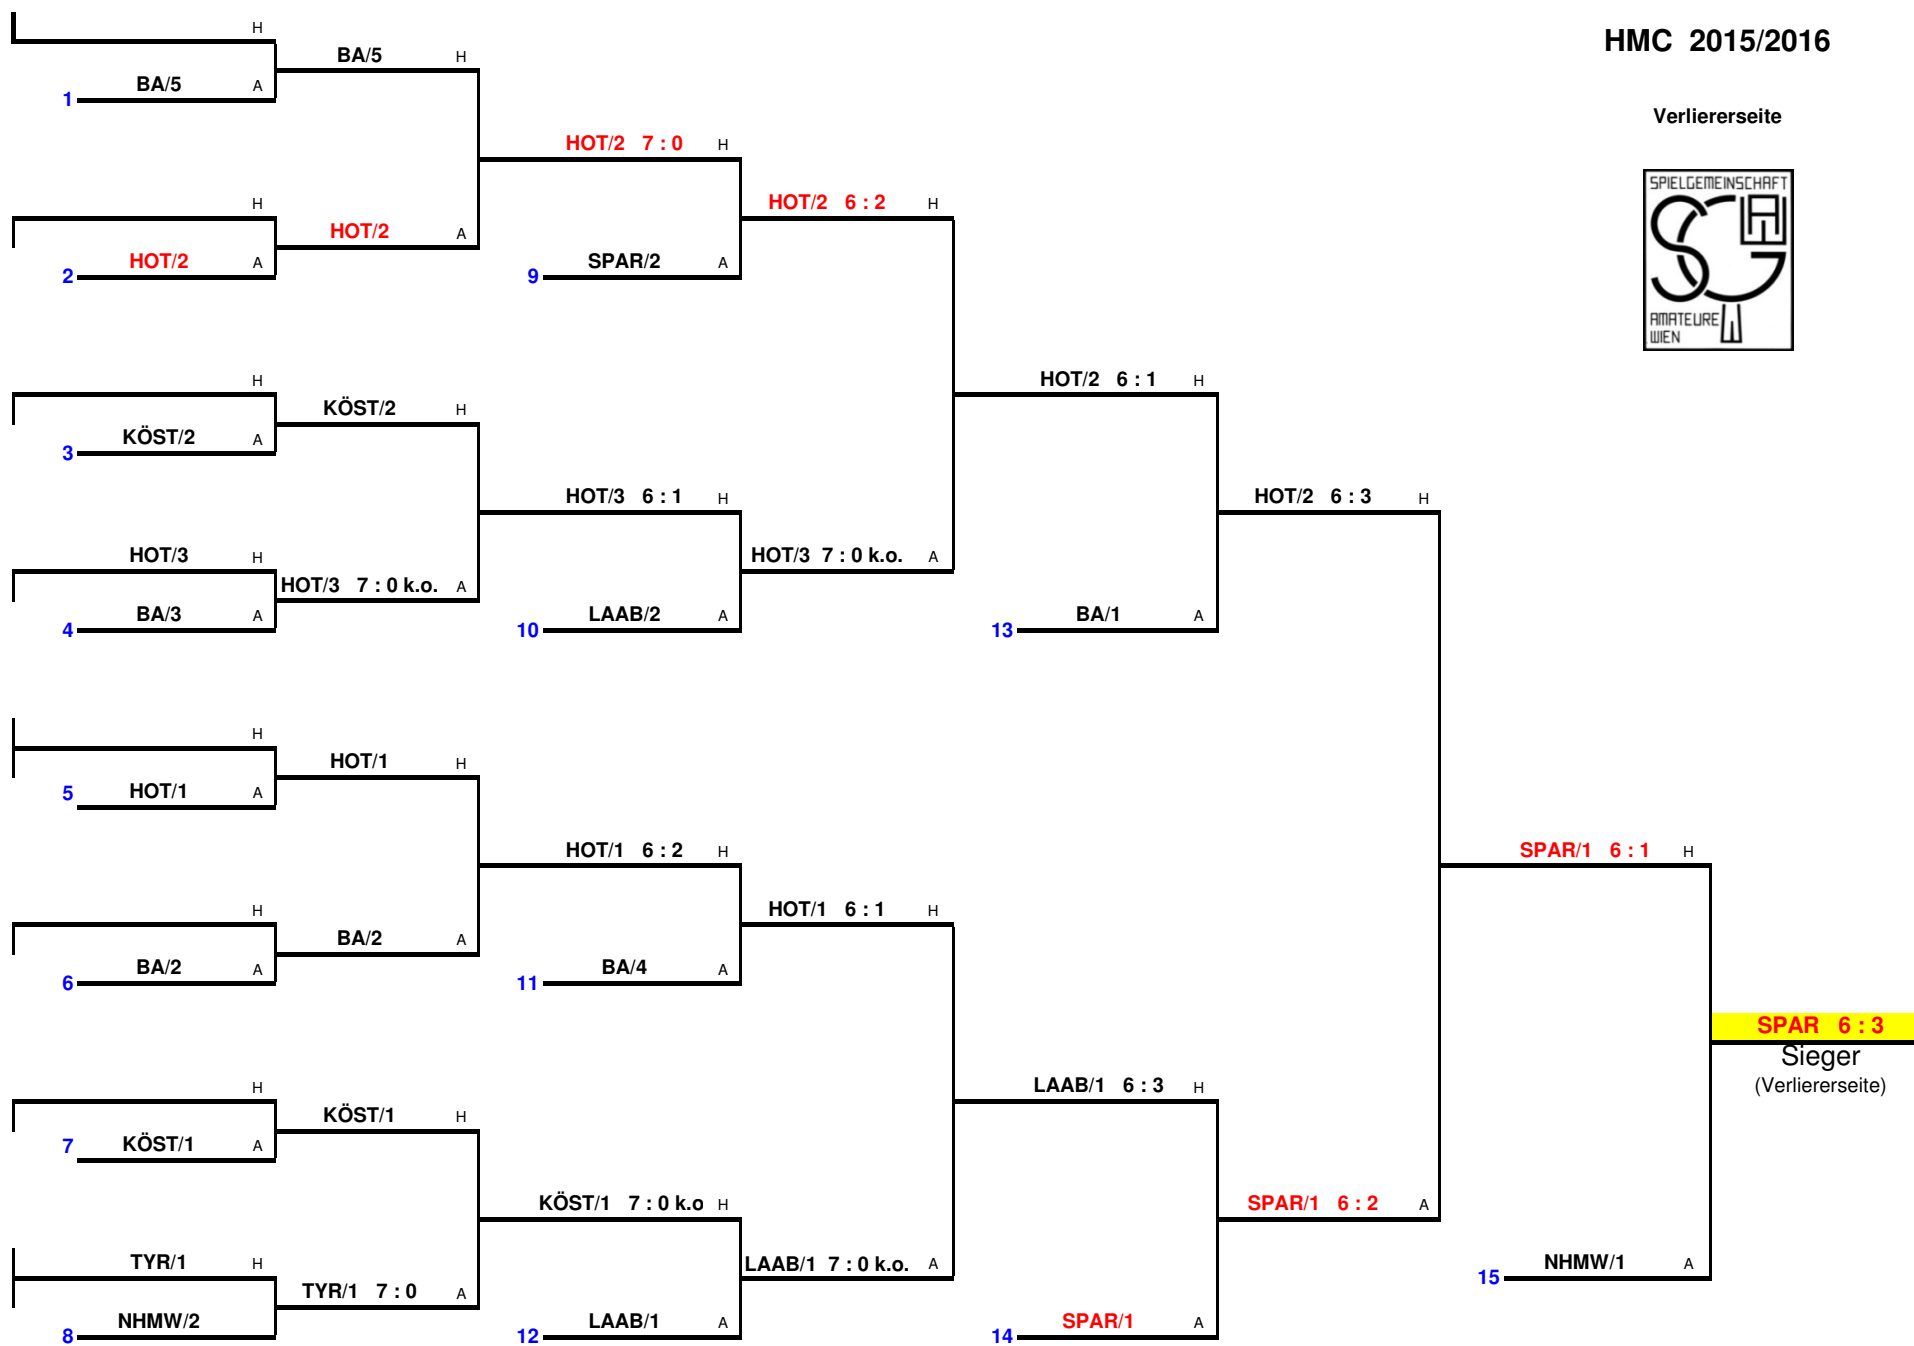 H
HMC 2015/2016
BA/5 H
1 BA/5 A
Verliererseite
HOT/2 7 : 0 H
SPIELGEMEINSCHAFT
H HOT/2 6 : 2 H
HOT/2 A
2 HOT/2 A 9 SPAR/2 A
AMATEURE
WIEN
H HOT/2 6 : 1 H
KÖST/2 H
3 KÖST/2 A
HOT/3 6 : 1 H HOT/2 6 : 3 H
HOT/3 H HOT/3 7 : 0 k.o. A
HOT/3 7 : 0 k.o. A
4 BA/3 A 10 LAAB/2 A 13 BA/1 A
H
HOT/1 H
5 HOT/1 A
HOT/1 6 : 2 H SPAR/1 6 : 1 H
H HOT/1 6 : 1 H
BA/2 A
6 BA/2 A 11 BA/4 A
SPAR 6 : 3
Sieger
(Verliererseite)
H LAAB/1 6 : 3 H
KÖST/1 H
7 KÖST/1 A
KÖST/1 7 : 0 k.o H SPAR/1 6 : 2 A
TYR/1 H LAAB/1 7 : 0 k.o. A 15 NHMW/1 A
TYR/1 7 : 0 A
8 NHMW/2 12 LAAB/1 A 14 SPAR/1 A